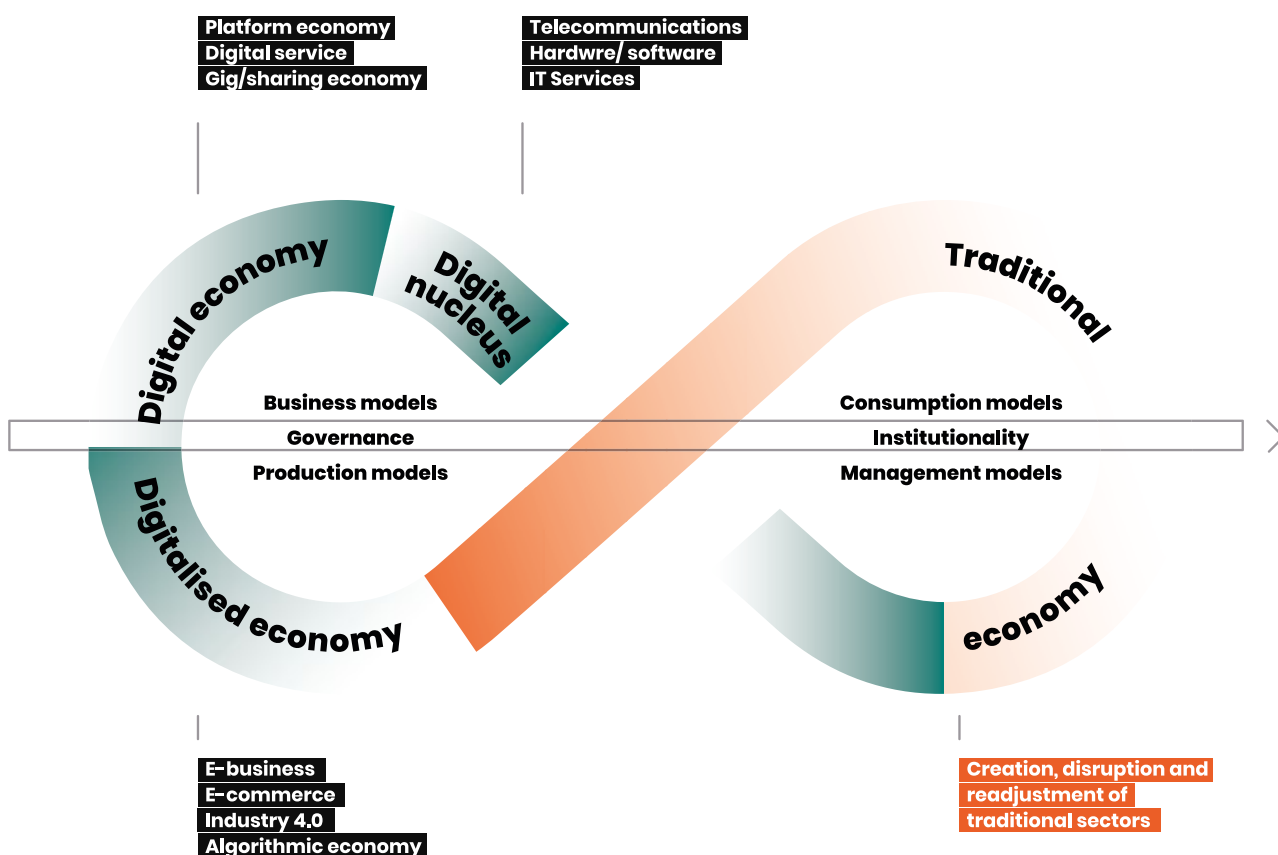 Platform economy
Digital service
Gig/sharing economy
Telecommunications
Hardwre/ software
IT Services
Digital economy
Digital
nucleus
Traditional
Business models
Governance
Production models
Consumption models
Institutionality
Management models
Digitalised economy
economy
E-business
E-commerce
Industry 4.0
Algorithmic economy
Creation, disruption and
readjustment of
traditional sectors